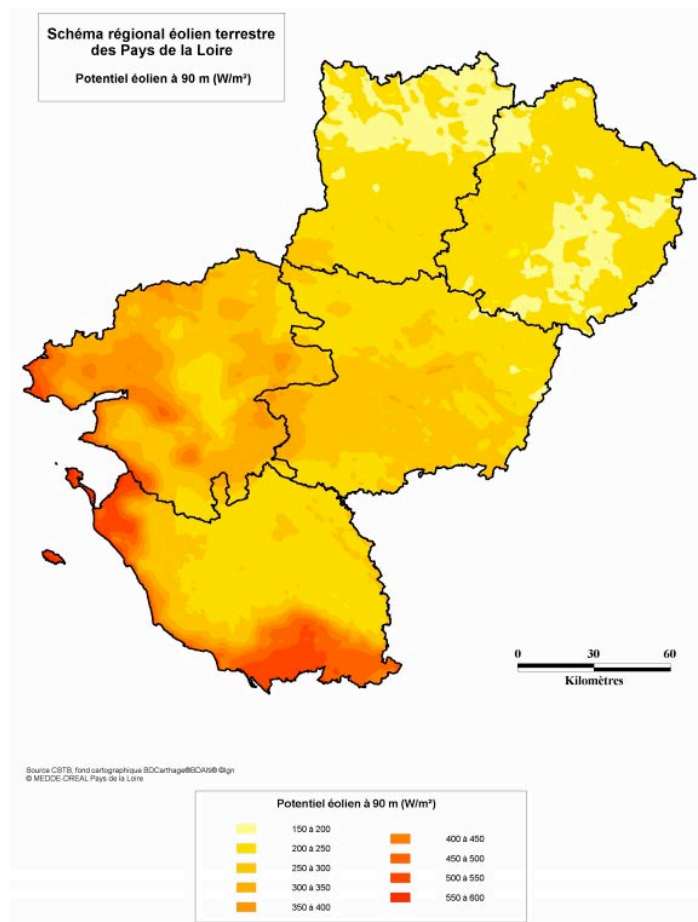 Schéma régional éolien terrestre
des Pays de la Loire
Potentiel éolien à 90 m (W/m²)
0 30 60
Kilomètres
Source CSTB, fond cartographique BDCarthage®BDAlti® ©Ign
© MEDDE-DREAL Pays de la Loire
Potentiel éolien à 90 m (W/m²)
150 à 200
200 à 250
250 à 300
300 à 350
350 à 400
400 à 450
450 à 500
500 à 550
550 à 600